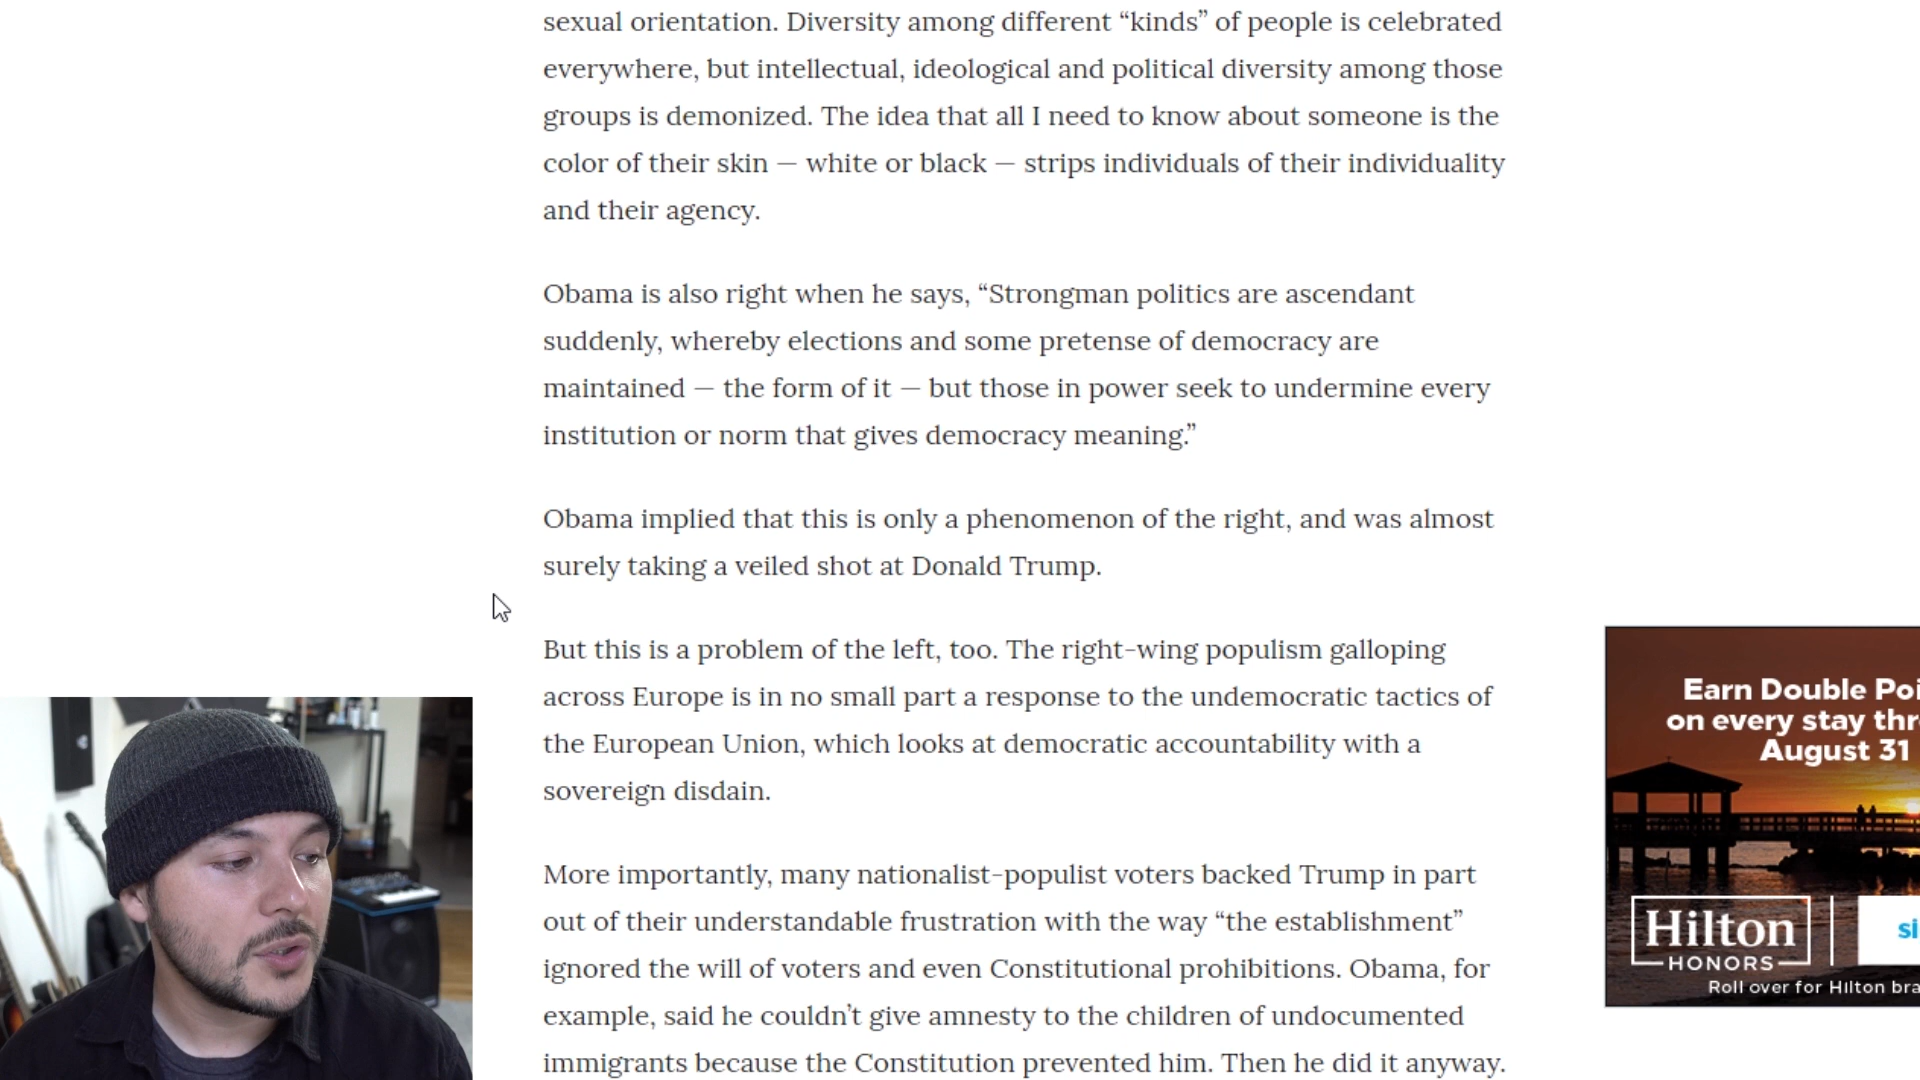 sexual orientation. Diversity among different “kinds” of people is celebrated
everywhere, but intellectual, ideological and political diversity among those
groups is demonized. The idea that all I need to know about someone is the
color of their skin — white or black — strips individuals of their individuality
and their agency.
Obama is also right when he says, “Strongman politics are ascendant
suddenly, whereby elections and some pretense of democracy are
maintained — the form of it — but those in power seek to undermine every
institution or norm that gives democracy meaning.”
Obama implied that this is only a phenomenon of the right, and was almost
surely taking a veiled shot at Donald Trump.
But this is a problem of the left, too. The right-wing populism galloping
across Europe is in no small part a response to the undemocratic tactics of
the European Union, which looks at democratic accountability with a
sovereign disdain.
More importantly, many nationalist-populist voters backed Trump in part
out of their understandable frustration with the way “the establishment”
ignored the will of voters and even Constitutional prohibitions. Obama, for
example, said he couldn’t give amnesty to the children of undocumented
immigrants because the Constitution prevented him. Then he did it anyway.
Earn Double Poi
on every stay thr
August 31
Hilton
HONORS
si
Roll over for Hilton bra